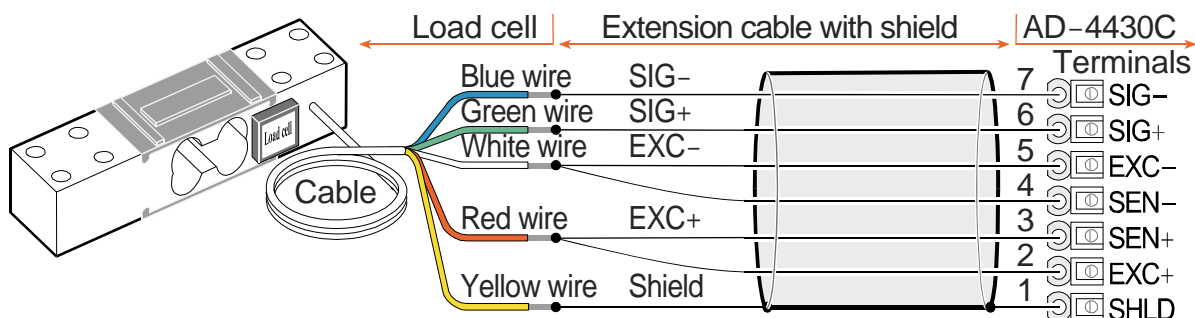 Load cell Extension cable with shield AD-4430C
Terminals
Blue wire SIG- 7 SIG-
Green wire SIG+ 6 SIG+
White wire EXC- 5 EXC-
4 SEN-
Red wire EXC+ 3 SEN+
2 EXC+
Yellow wire Shield 1 SHLD
Load cell
Cable